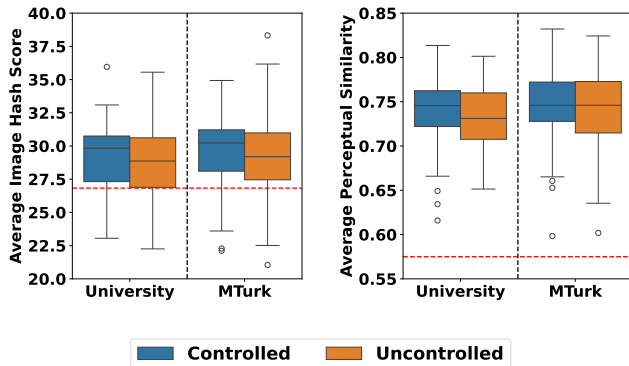 Average Image Hash Score
40.0
37.5
35.0
32.5
30.0
27.5
25.0
22.5
20.0
University
MTurk
Average Perceptual Similarity
0.85
0.80
0.75
0.70
0.65
0.60
0.55
University
MTurk
Controlled
Uncontrolled